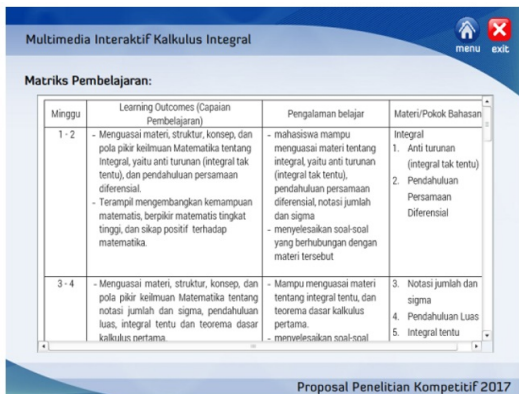 Multimedia Interaktif Kalkulus Integral
menu exit
Matriks Pembelajaran:
Minggu
Learning Outcomes (Capaian
Pembelajaran)
Pengalaman belajar
Materi/Pokok Bahasan
1 - 2
- Menguasai materi, struktur, konsep, dan
pola pikir keilmuan Matematika tentang
Integral, yaitu anti turunan (integral tak
tentu), dan pendahuluan persamaan
diferensial.
- Terampil mengembangkan kemampuan
matematis, berpikir matematis tingkat
tinggi, dan sikap positif terhadap
matematika.
- mahasiswa mampu
menguasai materi tentang
integral, yaitu anti turunan
(integral tak tentu),
pendahuluan persamaan
diferensial, notasi jumlah
dan sigma
- menyelesaikan soal-soal
yang berhubungan dengan
materi tersebut
Integral
1. Anti turunan
(integral tak tentu)
2. Pendahuluan
Persamaan
Diferensial
3 - 4
- Menguasai materi, struktur, konsep, dan
pola pikir keilmuan Matematika tentang
notasi jumlah dan sigma, pendahuluan
luas, integral tentu dan teorema dasar
kalkulus pertama.
- Mampu menguasai materi
tentang integral tentu, dan
teorema dasar kalkulus
pertama.
- menyelesaikan soal-soal
3. Notasi jumlah dan
sigma
4. Pendahuluan Luas
5. Integral tentu
Proposal Penelitian Kompetitif 2017